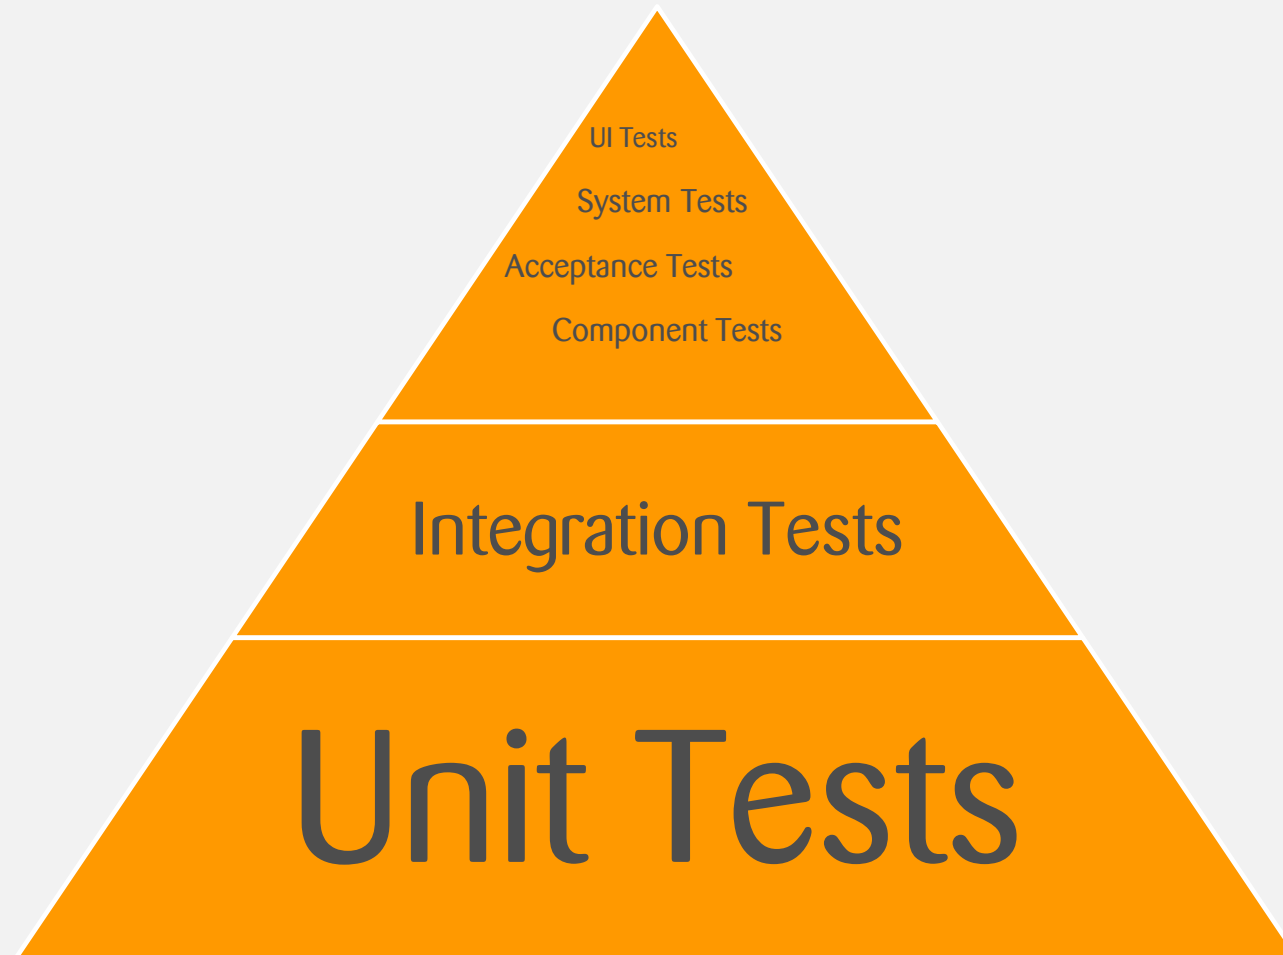 UI Tests
System Tests
Acceptance Tests
Component Tests
Integration Tests
Unit Tests